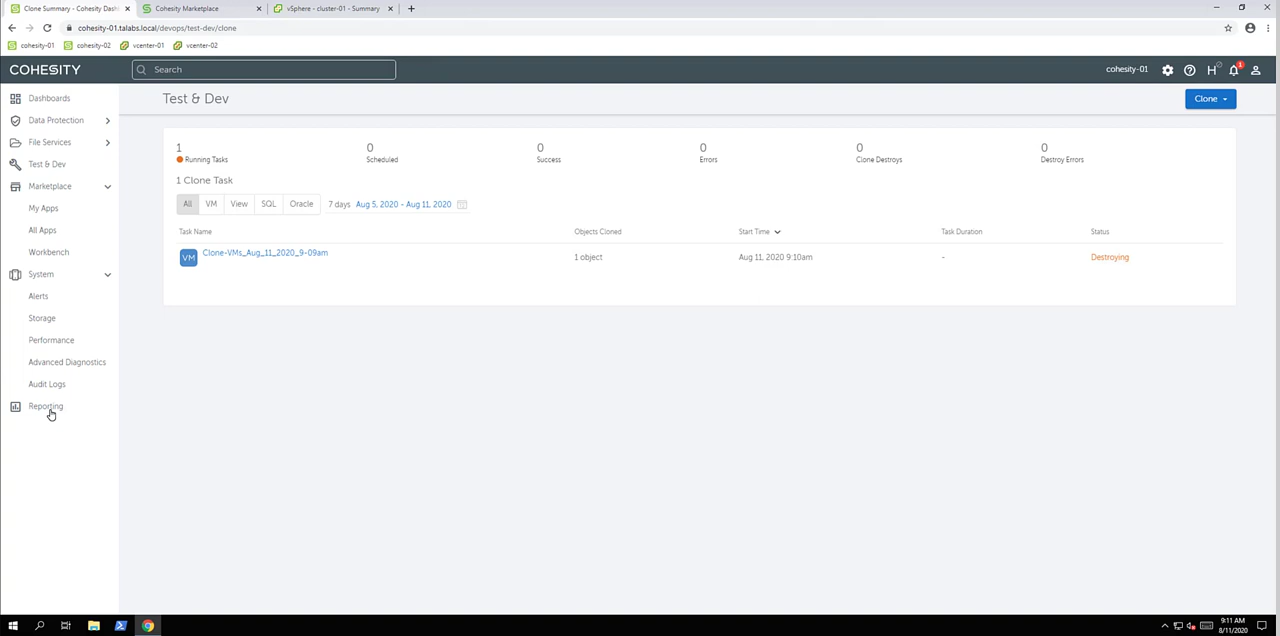 Clone Summary - Cohesity Dash
Cohesity Marketplace
vSphere - cluster-01 - Summary
cohesity-01.talabs.local/devops/test-dev/clone
cohesity-01
cohesity-02
vcenter-01
vcenter-02
COHESITY
Search
cohesity-01
H
1
Dashboards
Data Protection
File Services
Test & Dev
Marketplace
My Apps
All Apps
Workbench
System
Alerts
Storage
Performance
Advanced Diagnostics
Audit Logs
Reporting
Test & Dev
Clone
1 0 0 0 0 0
Running Tasks Scheduled Success Errors Clone Destroys Destroy Errors
1 Clone Task
All VM View SQL Oracle 7 days Aug 5, 2020 - Aug 11, 2020
Task Name Objects Cloned Start Time Task Duration Status
VM Clone-VMs_Aug_11_2020_9-09am 1 object Aug 11, 2020 9:10am - Destroying
9:11 AM
8/11/2020